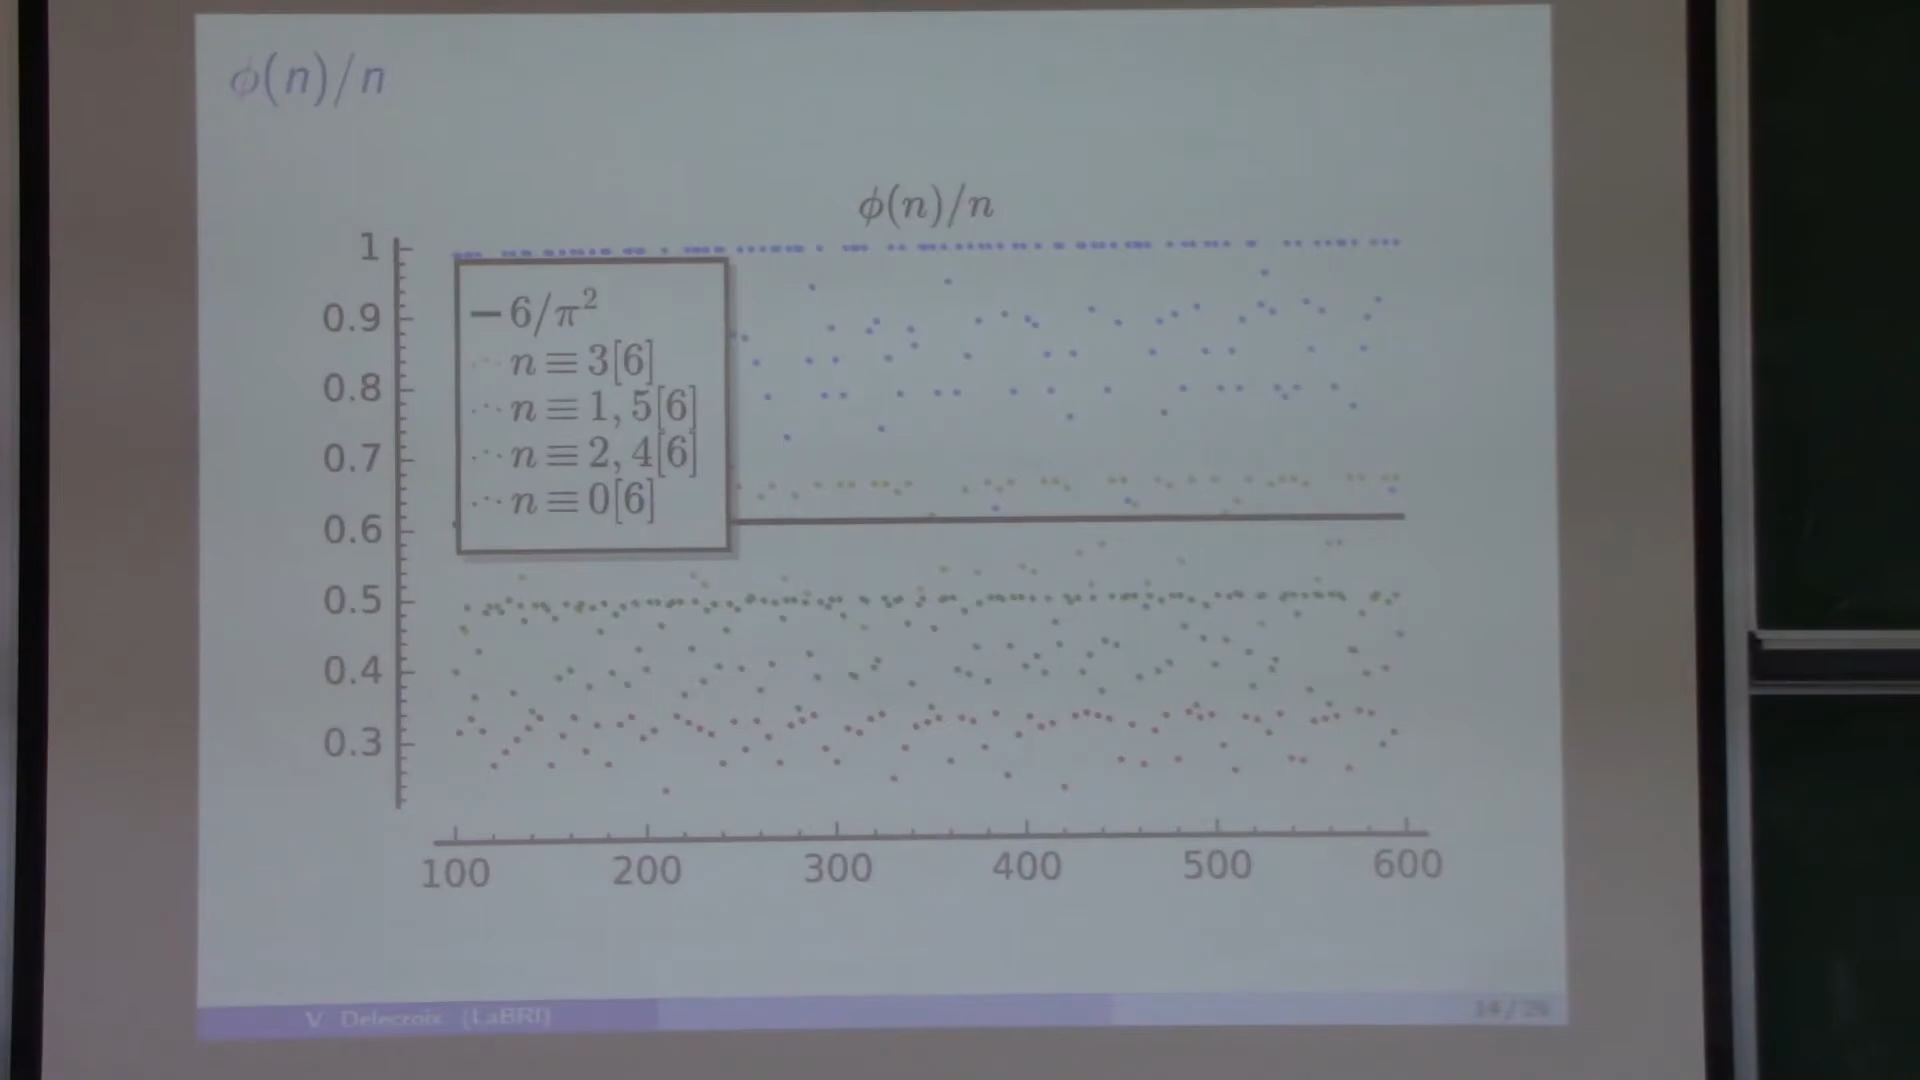 ϕ(n)/n
ϕ(n)/n
1
0.9
0.8
0.7
0.6
0.5
0.4
0.3
6/π²
n ≡ 3[6]
n ≡ 1, 5[6]
n ≡ 2, 4[6]
n ≡ 0[6]
100 200 300 400 500 600
V. Delecroix (LaBRI)